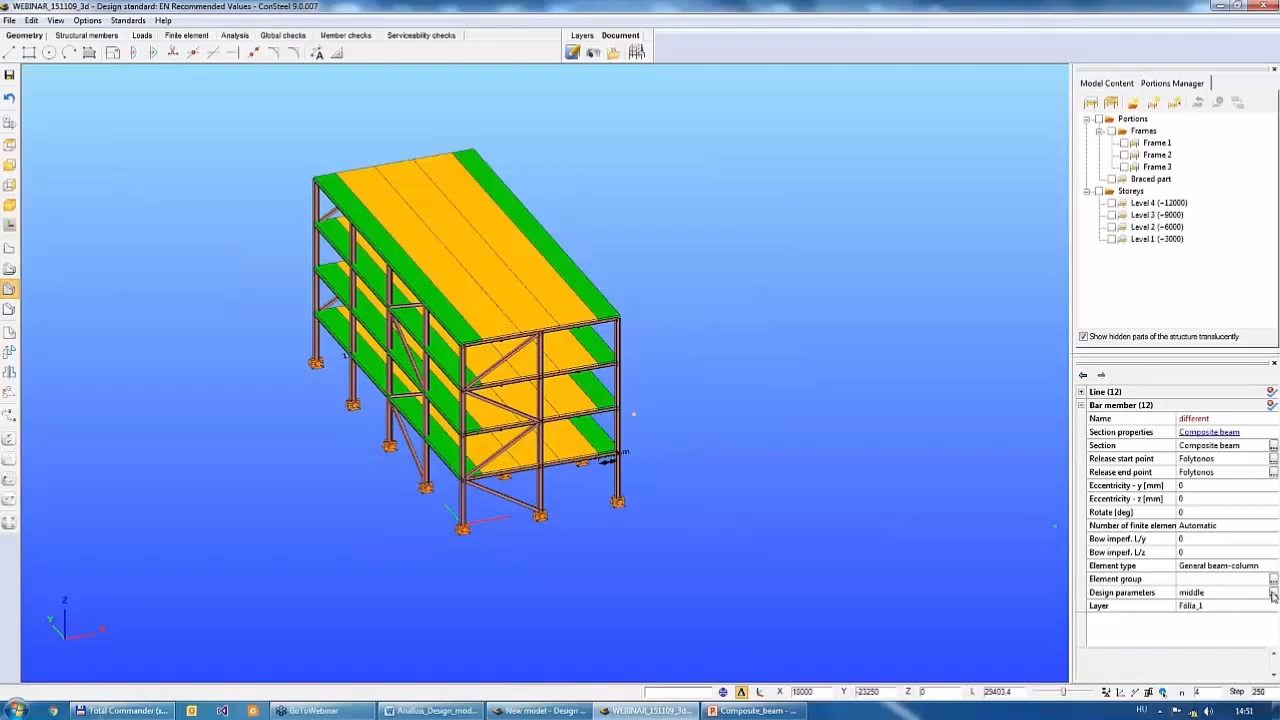 WEBINAR_151109_3d - Design standard: EN Recommended Values - ConSteel 9.0.007
File Edit View Options Standards Help
Geometry Structural members Loads Finite element Analysis Global checks Member checks Serviceability checks Layers Document
Model Content Portions Manager
Portions
Frames
Frame 1
Frame 2
Frame 3
Braced part
Storeys
Level 4 (+12000)
Level 3 (+9000)
Level 2 (+6000)
Level 1 (+3000)
Show hidden parts of the structure translucently
Line (12)
Bar member (12)
Name different
Section properties Composite beam
Section Composite beam
Release start point Folytonos
Release end point Folytonos
Eccentricity - y [mm] 0
Eccentricity - z [mm] 0
Rotate [deg] 0
Number of finite elemen Automatic
Bow imperf. L/y 0
Bow imperf. L/z 0
Element type General beam-column
Element group
Design parameters middle
Layer Fólia_1
Z
Y
X
X 18000 Y -23250 Z 0 L 29403,4 n 4 Step 250
Total Commander (x... GoToWebinar Analizis_Design_mod... New model - Design ... WEBINAR_151109_3d... Composite_beam - ... HU 14:51